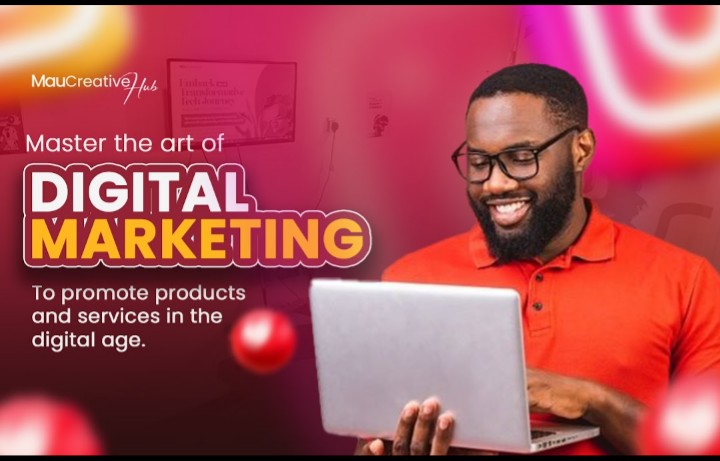 MauCreative Hub
Master the art of
DIGITAL
MARKETING
To promote products
and services in the
digital age.